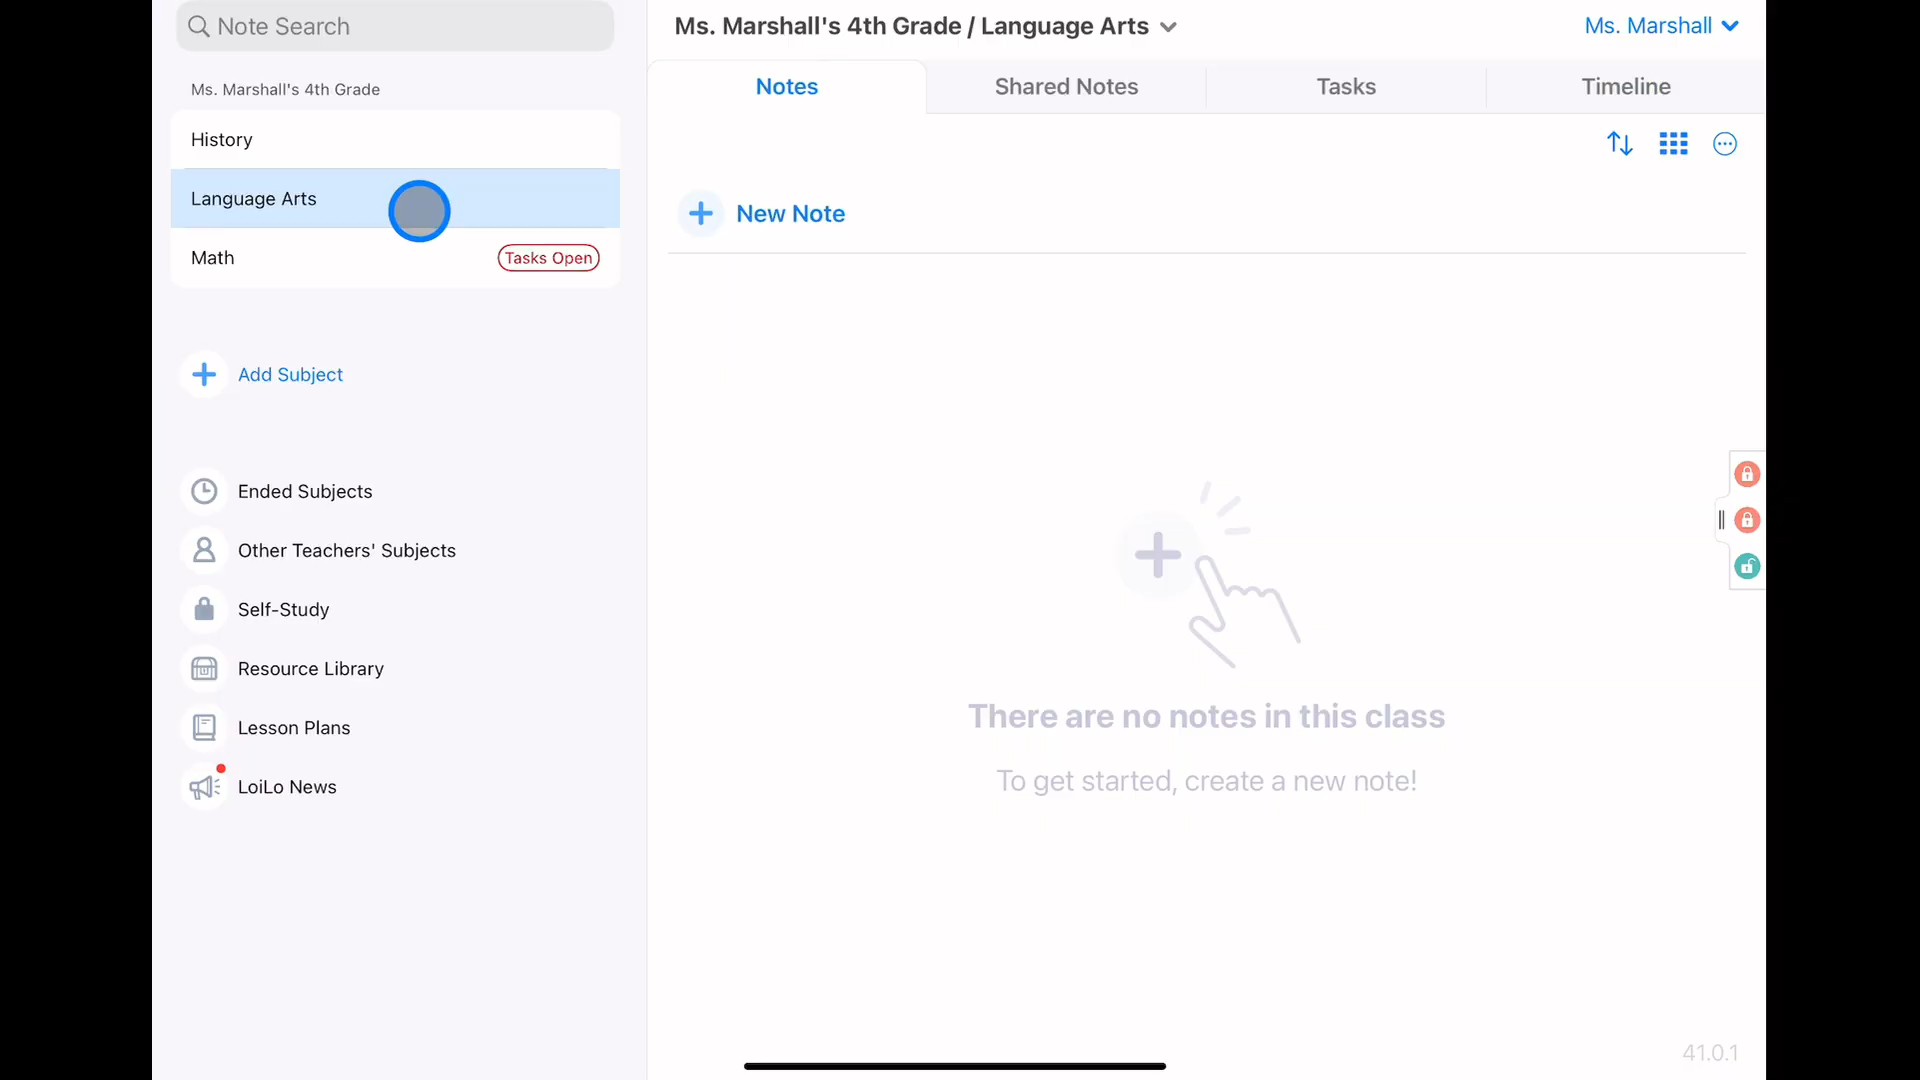 Note Search
Ms. Marshall's 4th Grade
History
Language Arts
Math
Tasks Open
Add Subject
Ended Subjects
Other Teachers' Subjects
Self-Study
Resource Library
Lesson Plans
LoiLo News
Ms. Marshall's 4th Grade / Language Arts
Ms. Marshall
Notes
Shared Notes
Tasks
Timeline
New Note
There are no notes in this class
To get started, create a new note!
41.0.1